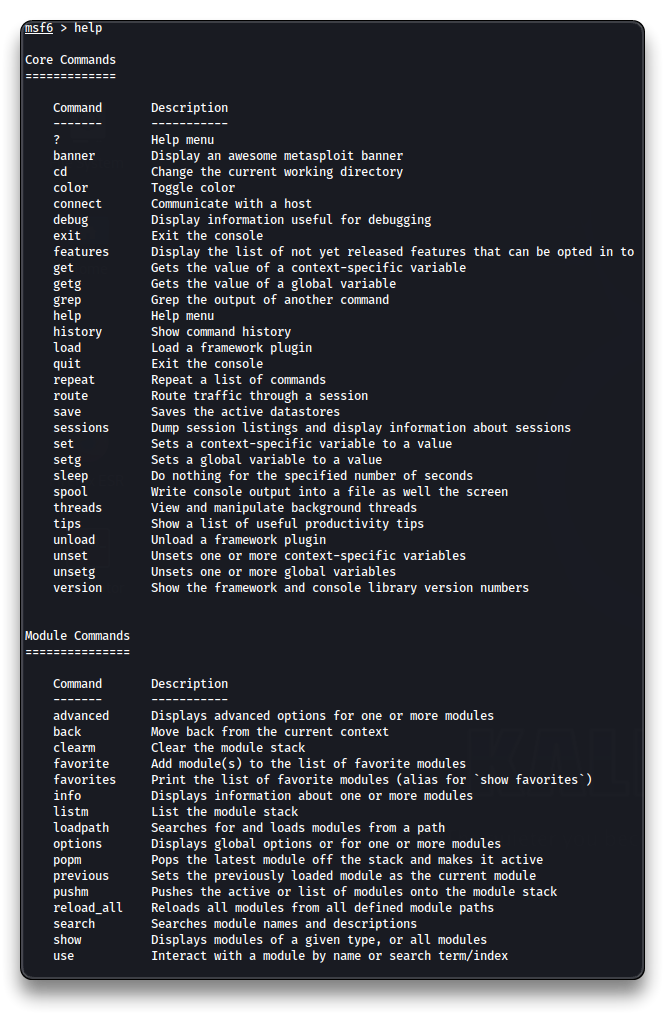 msf6 > help
Core Commands
=============
Command Description
------- -----------
? Help menu
banner Display an awesome metasploit banner
cd Change the current working directory
color Toggle color
connect Communicate with a host
debug Display information useful for debugging
exit Exit the console
features Display the list of not yet released features that can be opted in to
get Gets the value of a context-specific variable
getg Gets the value of a global variable
grep Grep the output of another command
help Help menu
history Show command history
load Load a framework plugin
quit Exit the console
repeat Repeat a list of commands
route Route traffic through a session
save Saves the active datastores
sessions Dump session listings and display information about sessions
set Sets a context-specific variable to a value
setg Sets a global variable to a value
sleep Do nothing for the specified number of seconds
spool Write console output into a file as well the screen
threads View and manipulate background threads
tips Show a list of useful productivity tips
unload Unload a framework plugin
unset Unsets one or more context-specific variables
unsetg Unsets one or more global variables
version Show the framework and console library version numbers
Module Commands
===============
Command Description
------- -----------
advanced Displays advanced options for one or more modules
back Move back from the current context
clearm Clear the module stack
favorite Add module(s) to the list of favorite modules
favorites Print the list of favorite modules (alias for `show favorites`)
info Displays information about one or more modules
listm List the module stack
loadpath Searches for and loads modules from a path
options Displays global options or for one or more modules
popm Pops the latest module off the stack and makes it active
previous Sets the previously loaded module as the current module
pushm Pushes the active or list of modules onto the module stack
reload_all Reloads all modules from all defined module paths
search Searches module names and descriptions
show Displays modules of a given type, or all modules
use Interact with a module by name or search term/index